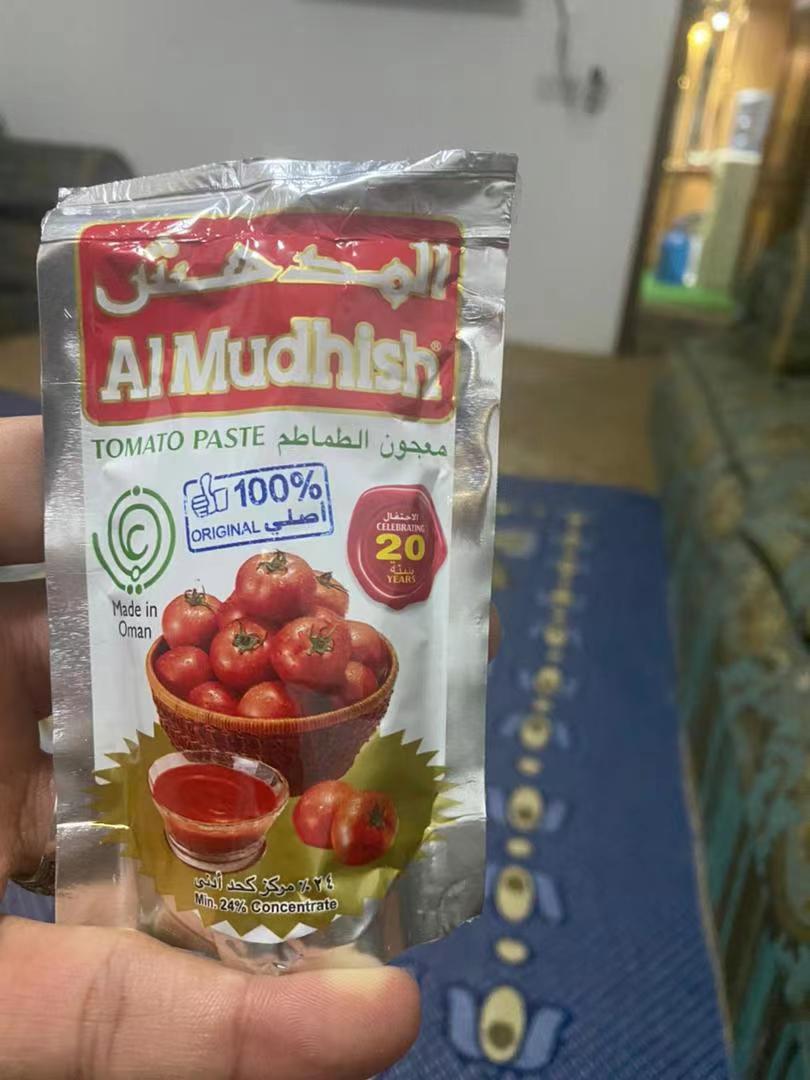 المدهش
Al Mudhish®
TOMATO PASTE معجون الطماطم
100%
ORIGINAL أصلي
الاحتفال
CELEBRATING
20
YEARS
Made in
Oman
٢٤٪ مركز كحد أدنى
Min. 24% Concentrate